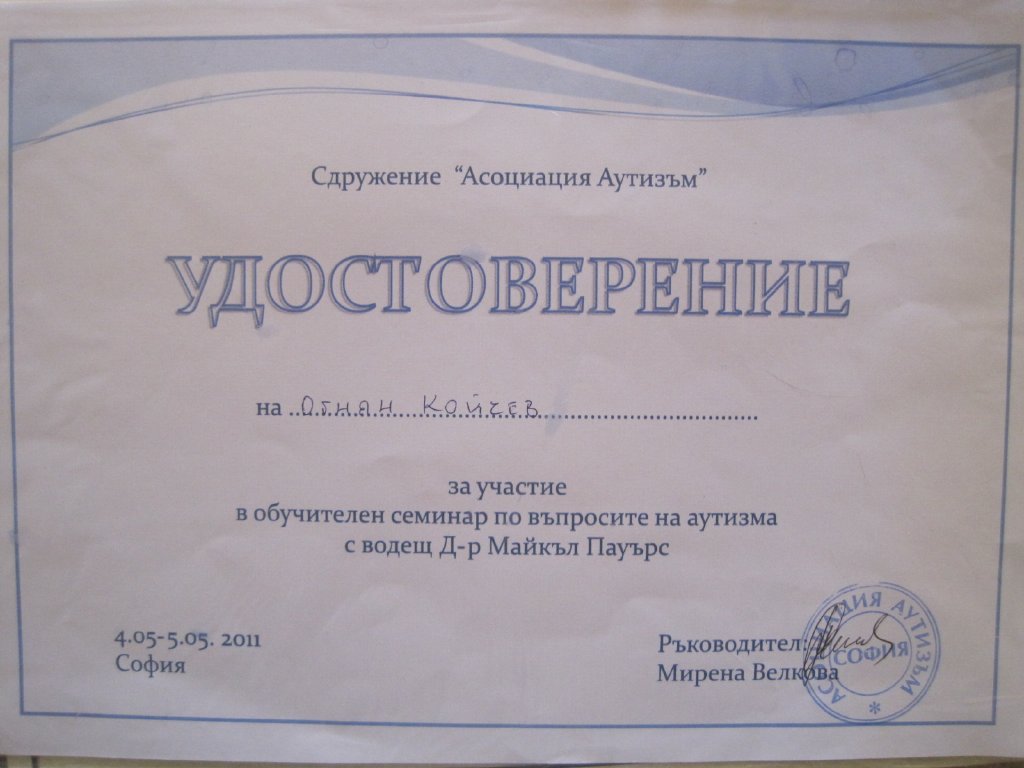 Сдружение "Асоциация Аутизъм"
УДОСТОВЕРЕНИЕ
на Огнян Койчев
за участие
в обучителен семинар по въпросите на аутизма
с водещ Д-р Майкъл Пауърс
4.05-5.05. 2011
София
Ръководител:
Мирена Велкова
АСОЦИАЦИЯ АУТИЗЪМ
СОФИЯ